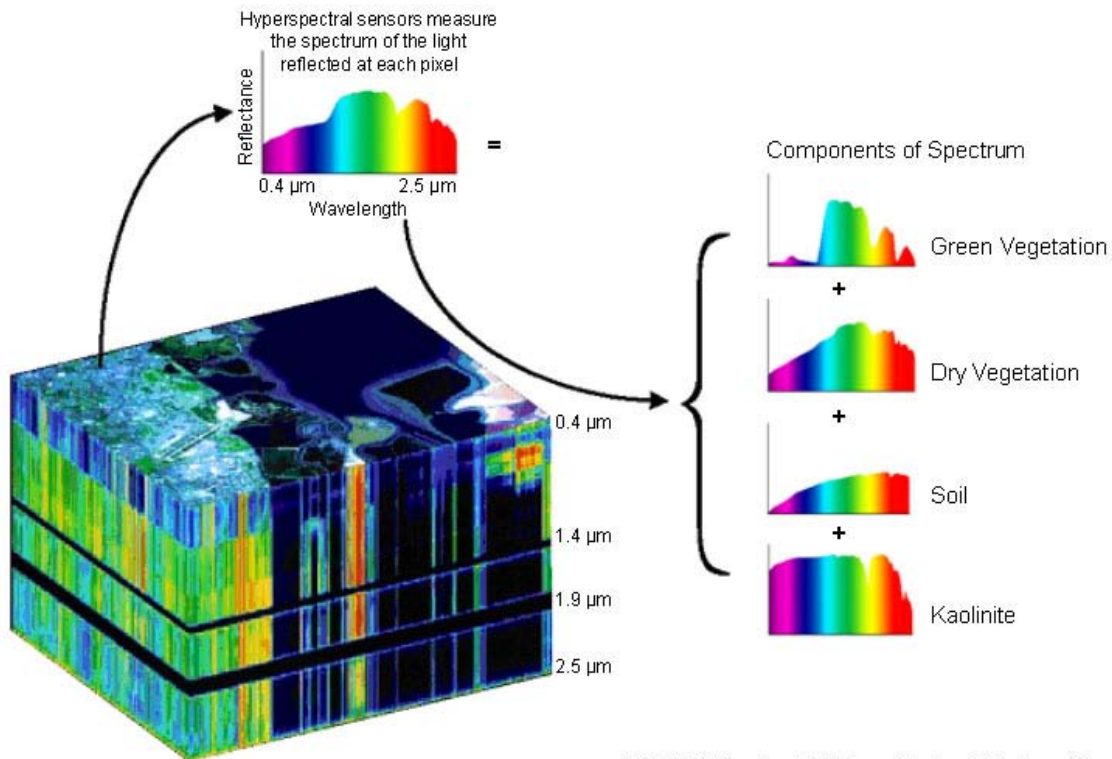 Hyperspectral sensors measure
the spectrum of the light
reflected at each pixel
Reflectance
=
0.4 µm
2.5 µm
Wavelength
Components of Spectrum
Green Vegetation
+
Dry Vegetation
+
Soil
+
Kaolinite
0.4 µm
1.4 µm
1.9 µm
2.5 µm